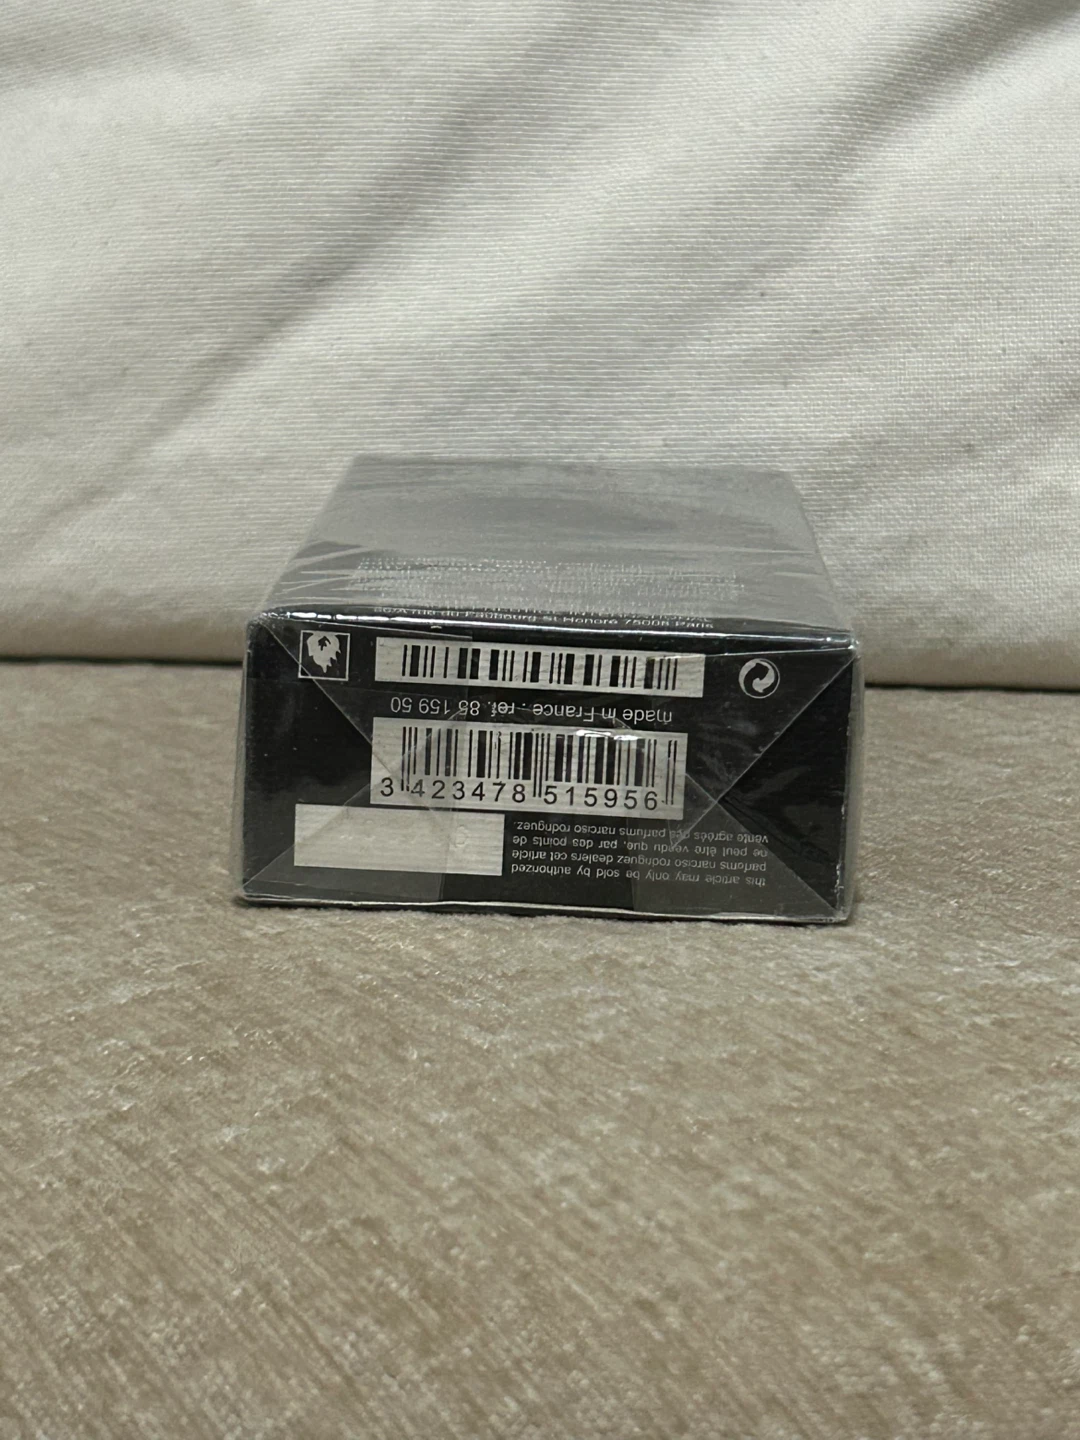 66/A rue du Faubourg St Honoré 75008 Paris
made in France . ref. 85 159 50
3 423478 515956
this article may only be sold by authorized
parfums narciso rodriguez dealers cet article
ne peut être vendu que, par das points de
vente agréés des parfums narciso rodriguez.